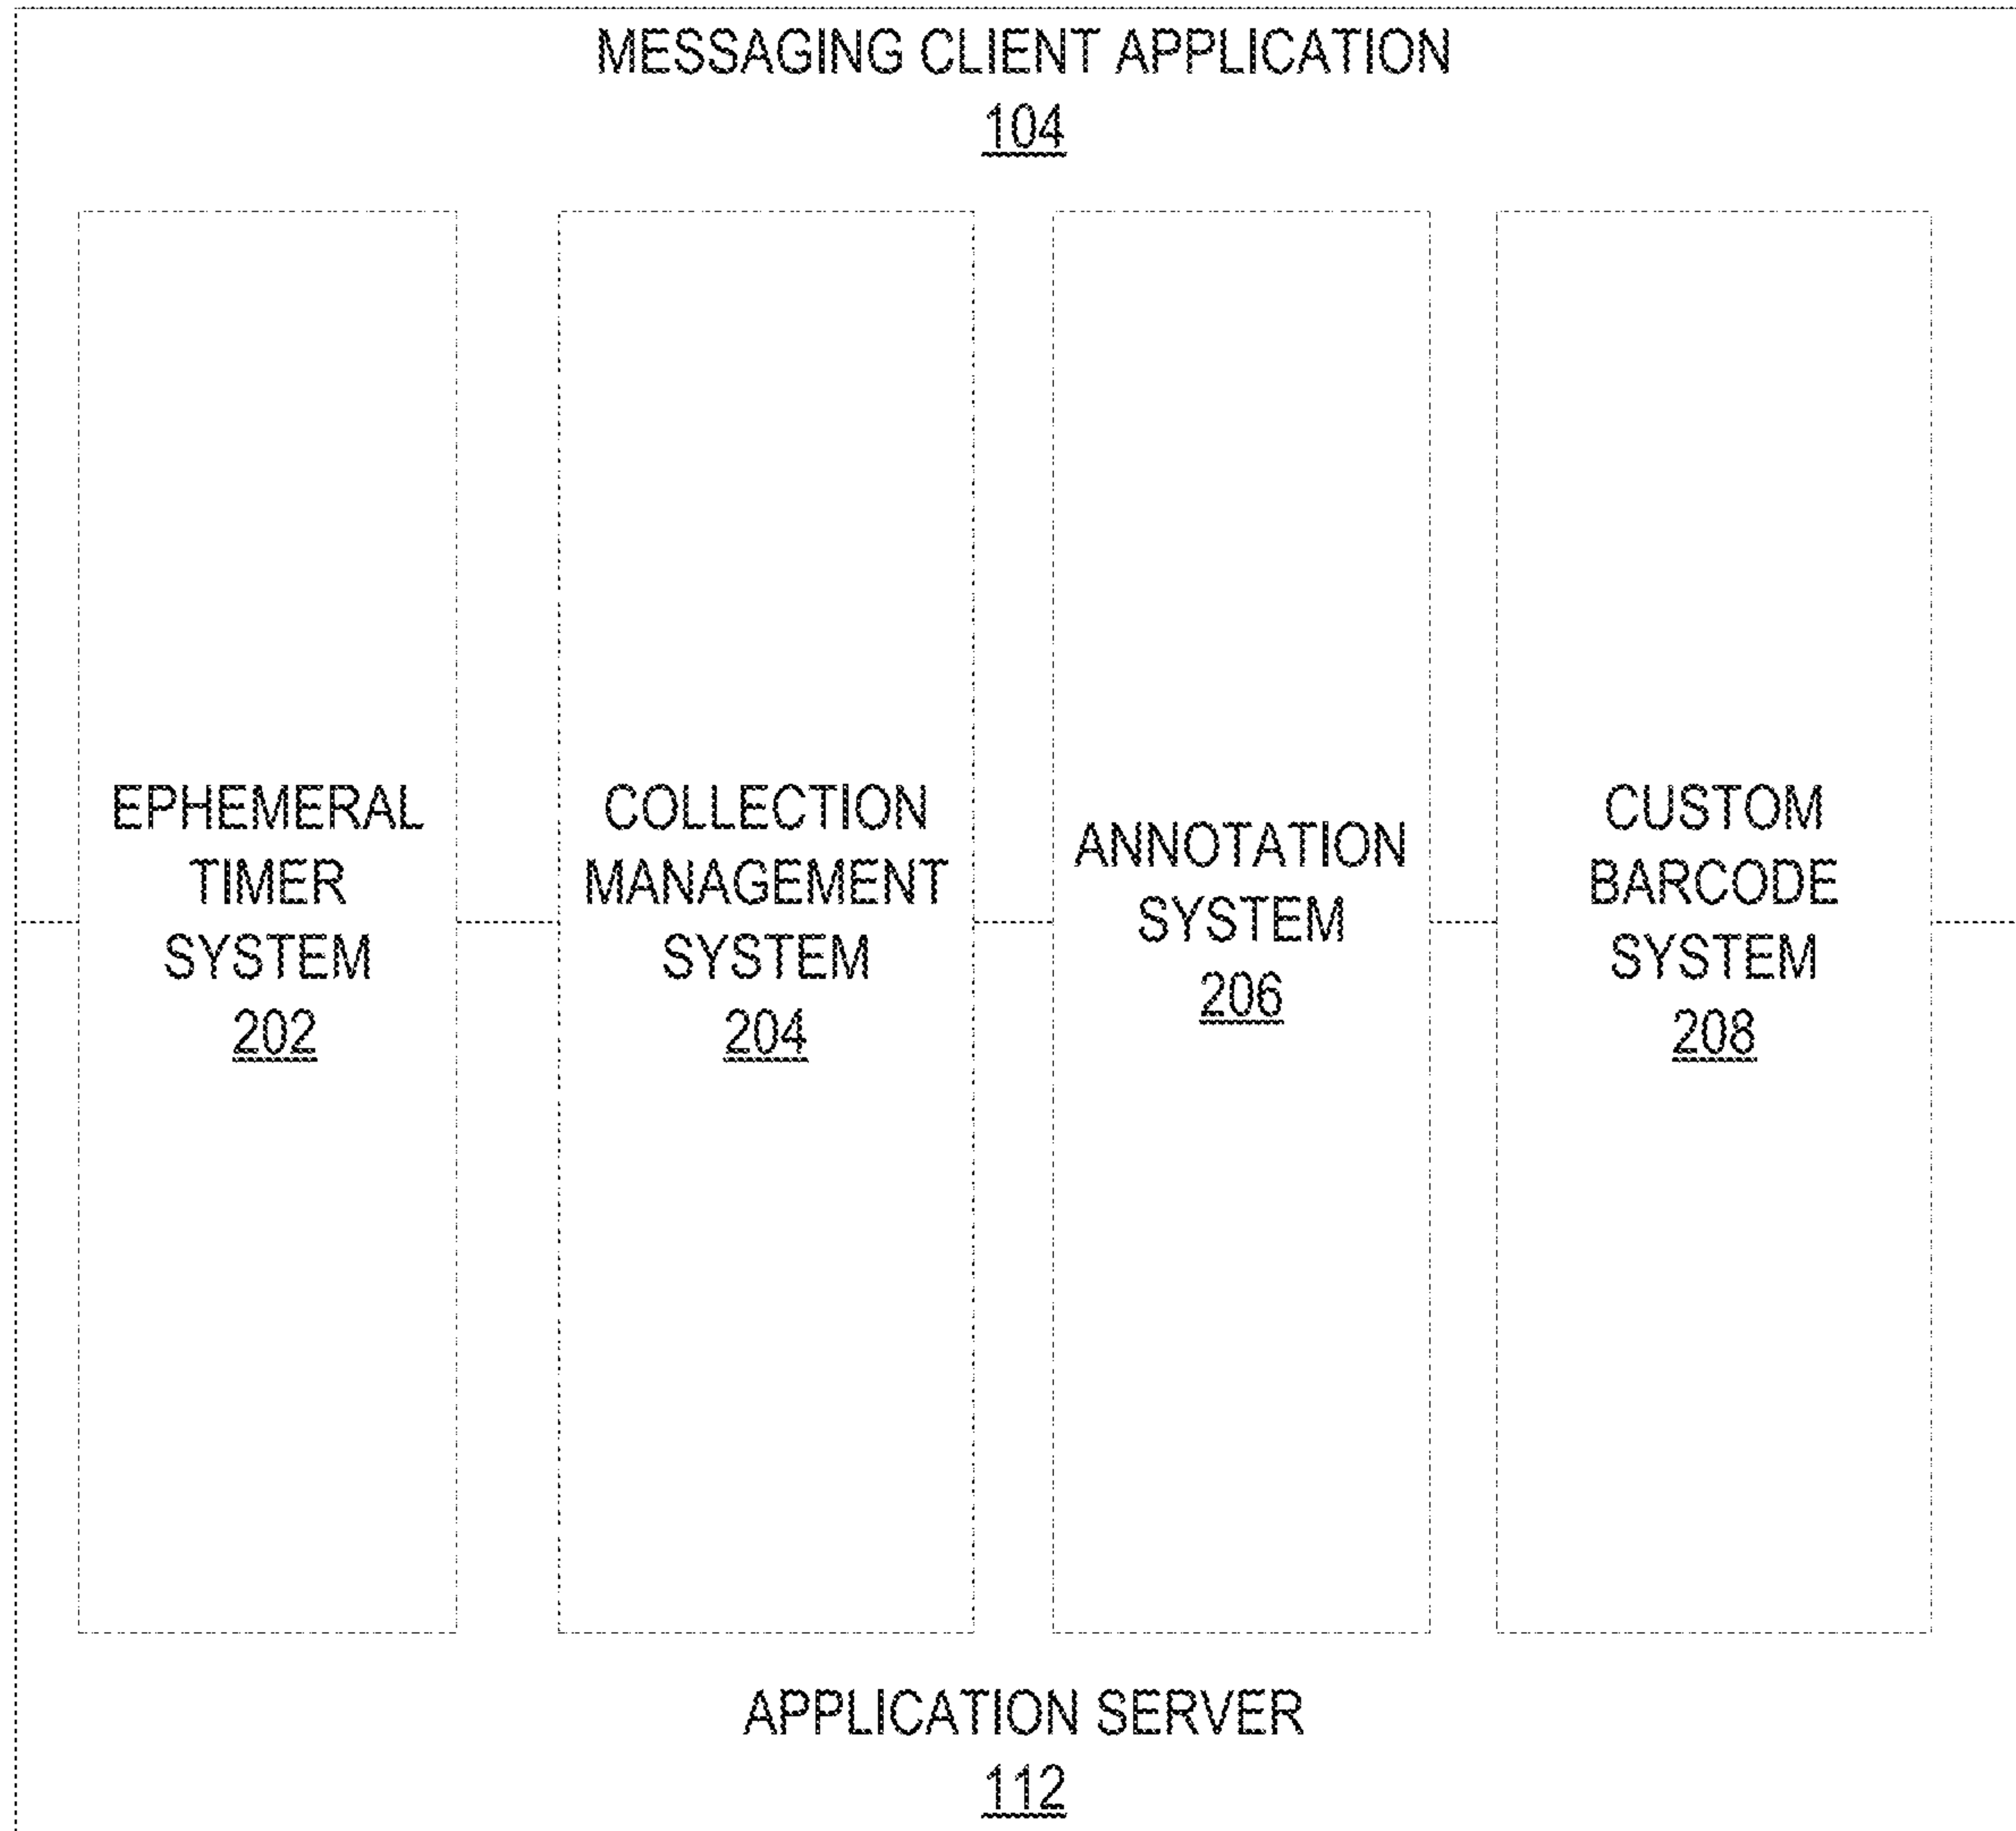 MESSAGING CLIENT APPLICATION
104
EPHEMERAL
TIMER
SYSTEM
202
COLLECTION
MANAGEMENT
SYSTEM
204
ANNOTATION
SYSTEM
206
CUSTOM
BARCODE
SYSTEM
208
APPLICATION SERVER
112